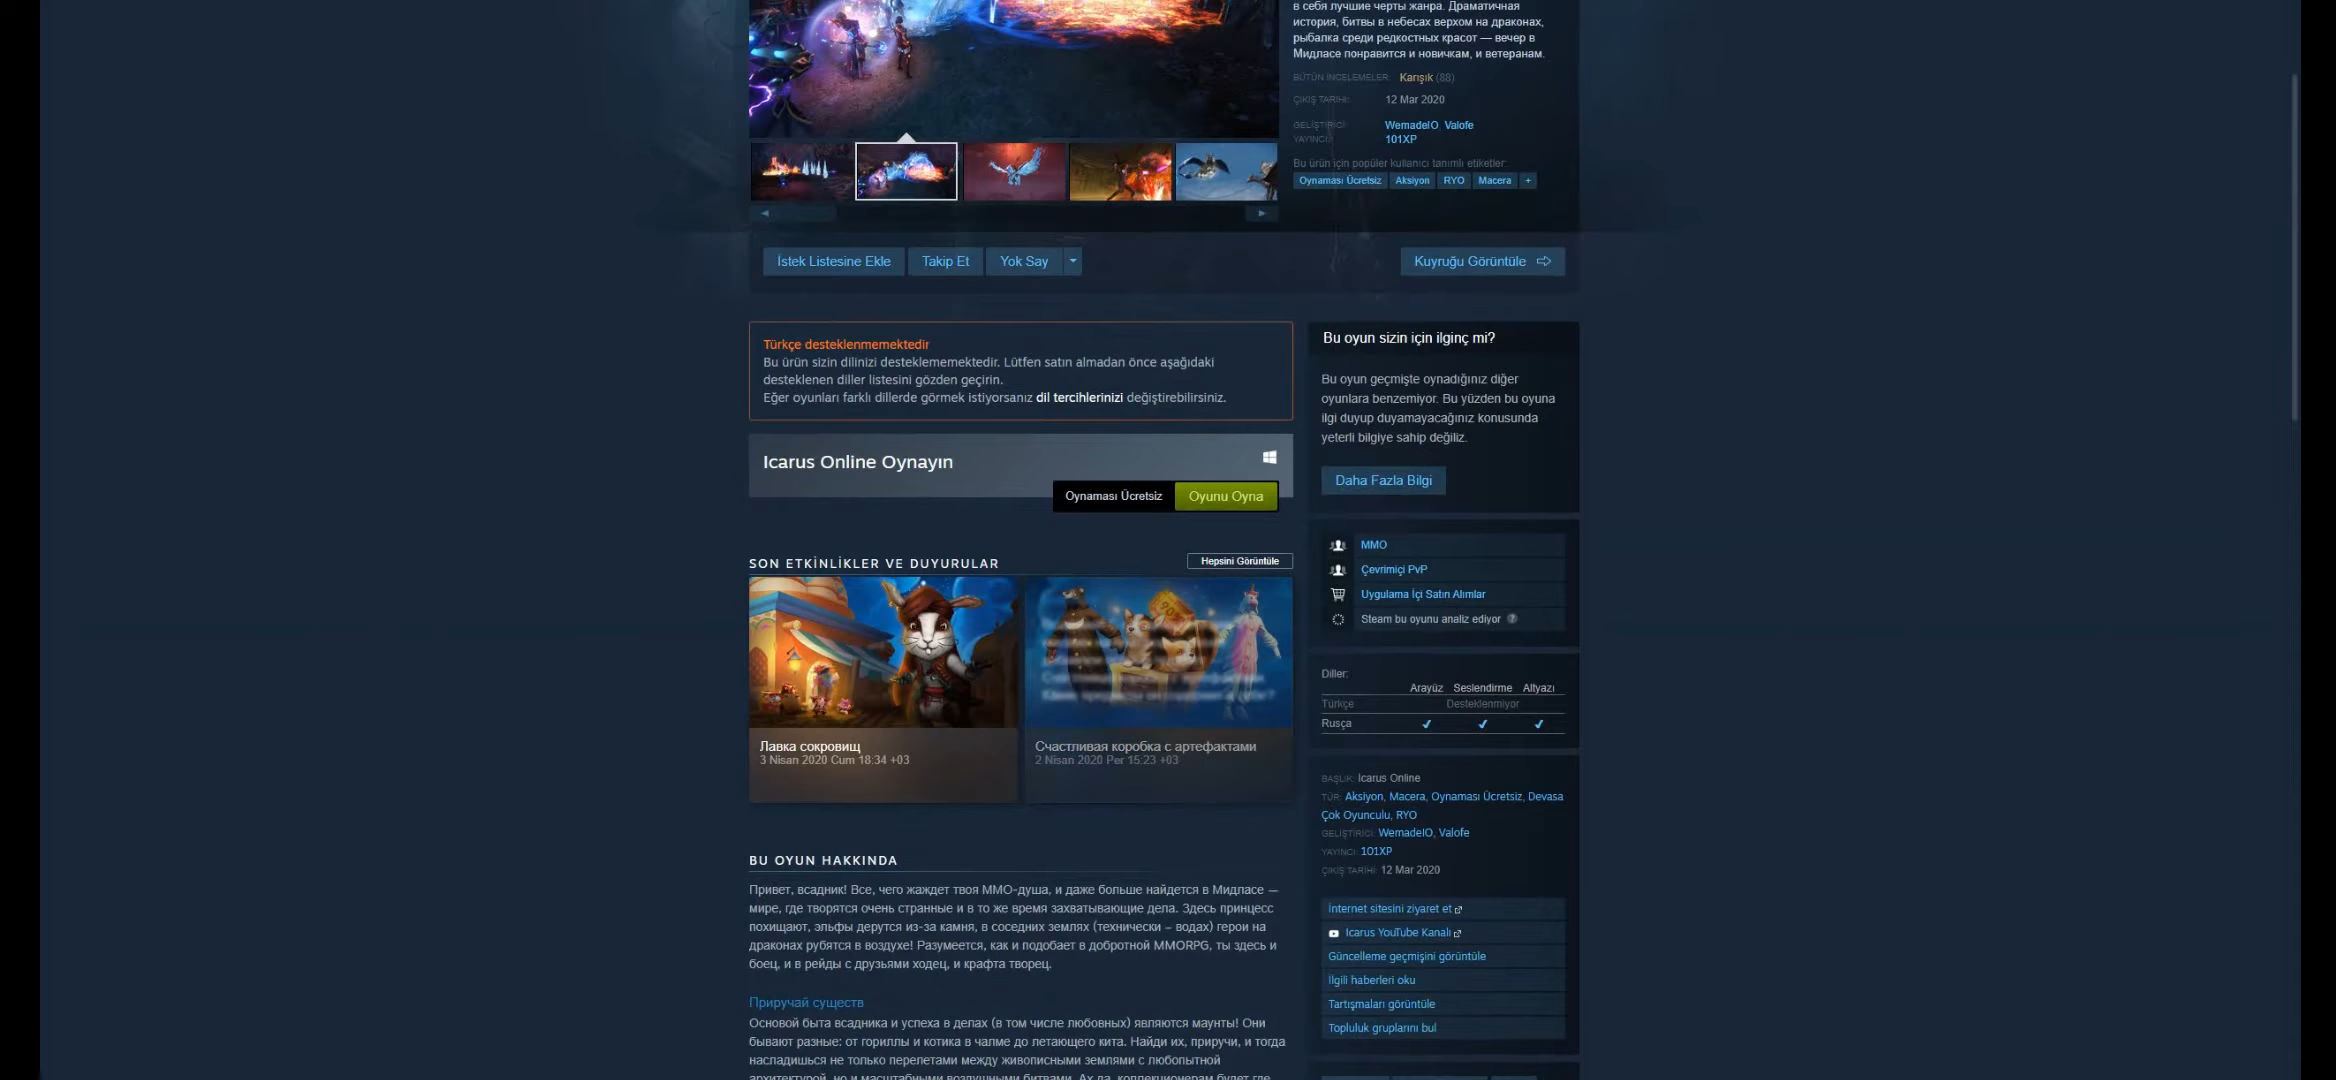 в себя лучшие черты жанра. Драматичная
история, битвы в небесах верхом на драконах,
рыбалка среди редкостных красот — вечер в
Мидласе понравится и новичкам, и ветеранам.
BÜTÜN İNCELEMELER: Karışık (88)
ÇIKIŞ TARİHİ: 12 Mar 2020
GELİŞTİRİCİ: WemadeIO, Valofe
YAYINCI: 101XP
Bu ürün için popüler kullanıcı tanımlı etiketler:
Oynaması Ücretsiz Aksiyon RYO Macera +
İstek Listesine Ekle Takip Et Yok Say Kuyruğu Görüntüle
Türkçe desteklenmemektedir
Bu ürün sizin dilinizi desteklememektedir. Lütfen satın almadan önce aşağıdaki
desteklenen diller listesini gözden geçirin.
Eğer oyunları farklı dillerde görmek istiyorsanız dil tercihlerinizi değiştirebilirsiniz.
Icarus Online Oynayın
Oynaması Ücretsiz Oyunu Oyna
SON ETKİNLİKLER VE DUYURULAR Hepsini Görüntüle
Лавка сокровищ
3 Nisan 2020 Cum 18:34 +03
Счастливая коробка с артефактами
2 Nisan 2020 Per 15:23 +03
BU OYUN HAKKINDA
Привет, всадник! Все, чего жаждет твоя ММО-душа, и даже больше найдется в Мидласе —
мире, где творятся очень странные и в то же время захватывающие дела. Здесь принцесс
похищают, эльфы дерутся из-за камня, в соседних землях (технически – водах) герои на
драконах рубятся в воздухе! Разумеется, как и подобает в добротной MMORPG, ты здесь и
боец, и в рейды с друзьями ходец, и крафта творец.
Приручай существ
Основой быта всадника и успеха в делах (в том числе любовных) являются маунты! Они
бывают разные: от гориллы и котика в чалме до летающего кита. Найди их, приручи, и тогда
насладишься не только перелетами между живописными землями с любопытной
архитектурой, но и масштабными воздушными битвами. Ах да, коллекционерам будет где
Bu oyun sizin için ilginç mi?
Bu oyun geçmişte oynadığınız diğer
oyunlara benzemiyor. Bu yüzden bu oyuna
ilgi duyup duyamayacağınız konusunda
yeterli bilgiye sahip değiliz.
Daha Fazla Bilgi
MMO
Çevrimiçi PvP
Uygulama İçi Satın Alımlar
Steam bu oyunu analiz ediyor ?
Diller:
Arayüz Seslendirme Altyazı
Türkçe Desteklenmiyor
Rusça ✔ ✔ ✔
BAŞLIK: Icarus Online
TÜR: Aksiyon, Macera, Oynaması Ücretsiz, Devasa
Çok Oyunculu, RYO
GELİŞTİRİCİ: WemadeIO, Valofe
YAYINCI: 101XP
ÇIKIŞ TARİHİ: 12 Mar 2020
İnternet sitesini ziyaret et
Icarus YouTube Kanalı
Güncelleme geçmişini görüntüle
İlgili haberleri oku
Tartışmaları görüntüle
Topluluk gruplarını bul